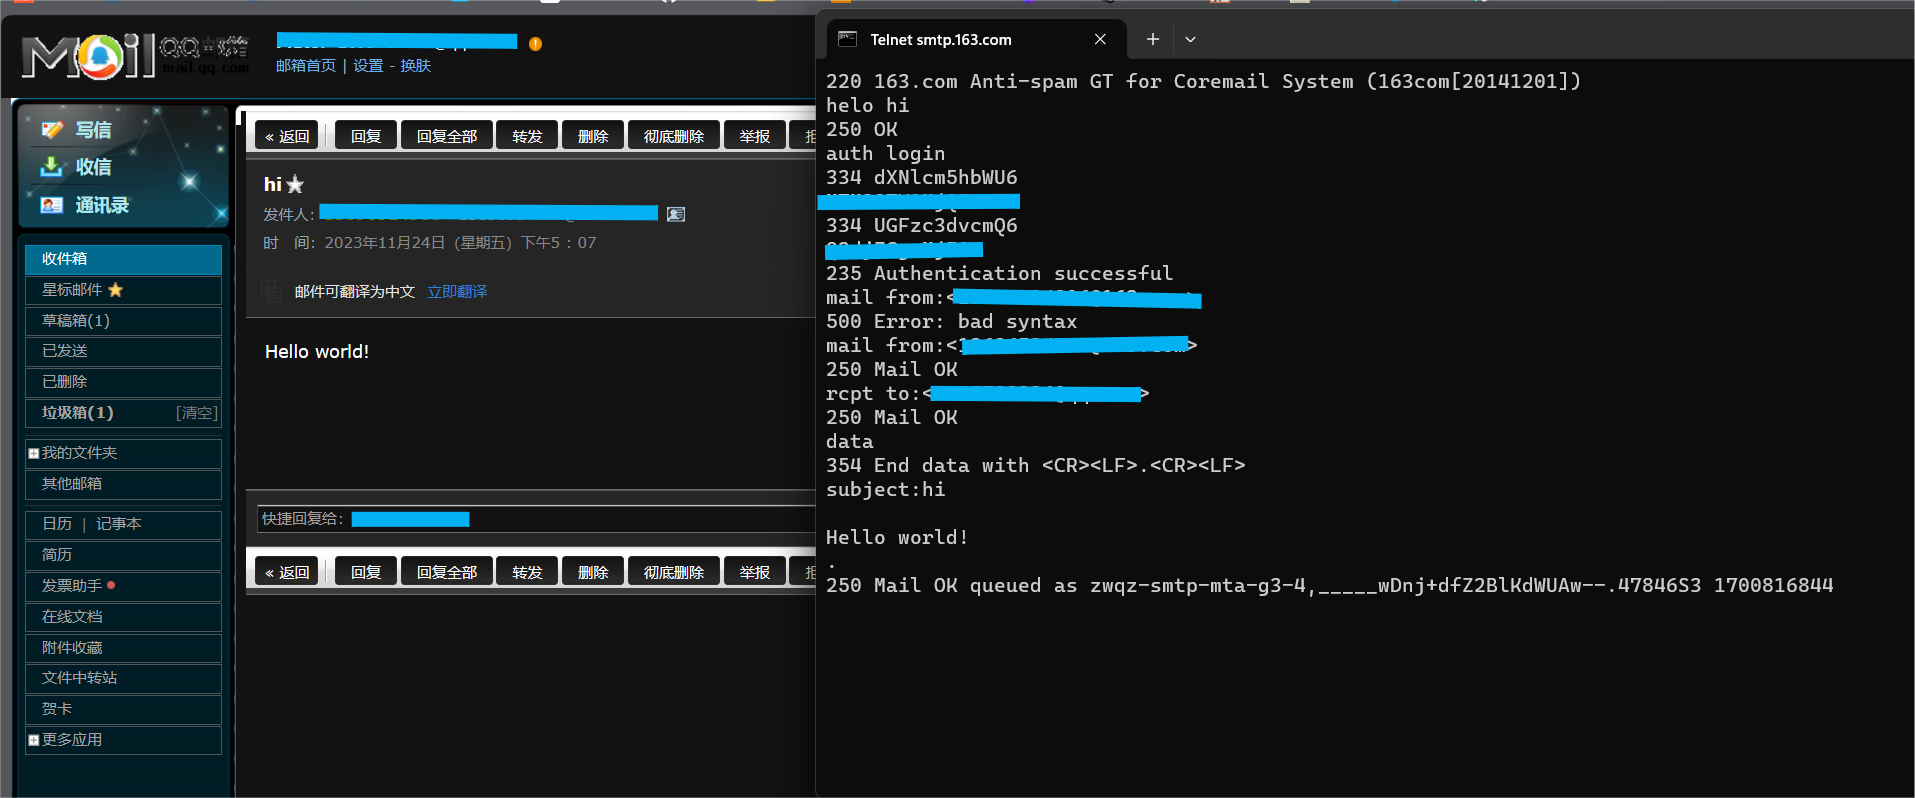 Mail QQ邮箱
mail.qq.com
邮箱首页 | 设置 - 换肤
写信
收信
通讯录
收件箱
星标邮件
草稿箱(1)
已发送
已删除
垃圾箱(1) [清空]
我的文件夹
其他邮箱
日历 | 记事本
简历
发票助手
在线文档
附件收藏
文件中转站
贺卡
更多应用
« 返回 回复 回复全部 转发 删除 彻底删除 举报
hi
发件人：
时 间：2023年11月24日（星期五）下午5：07
邮件可翻译为中文 立即翻译
Hello world!
快捷回复给：
« 返回 回复 回复全部 转发 删除 彻底删除 举报
Telnet smtp.163.com
220 163.com Anti-spam GT for Coremail System (163com[20141201])
helo hi
250 OK
auth login
334 dXNlcm5hbWU6
334 UGFzc3dvcmQ6
235 Authentication successful
mail from:<
500 Error: bad syntax
mail from:< >
250 Mail OK
rcpt to:< >
250 Mail OK
data
354 End data with <CR><LF>.<CR><LF>
subject:hi
Hello world!
.
250 Mail OK queued as zwqz-smtp-mta-g3-4,_____wDnj+dfZ2BlKdWUAw--.47846S3 1700816844